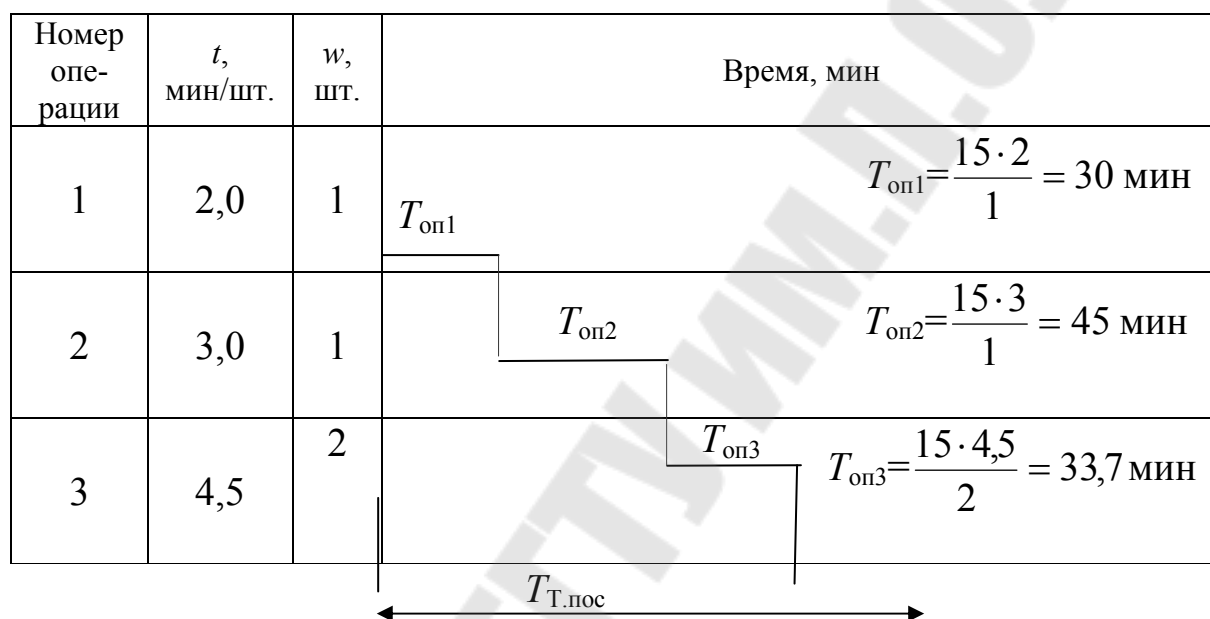 Номер опе- рации
t, мин/шт.
w, шт.
Время, мин
1
2,0
1
Tоп1
Tоп1=15·2/1 = 30 мин
2
3,0
1
Tоп2
Tоп2=15·3/1 = 45 мин
3
4,5
2
Tоп3
Tоп3=15·4,5/2 = 33,7 мин
TТ.пос